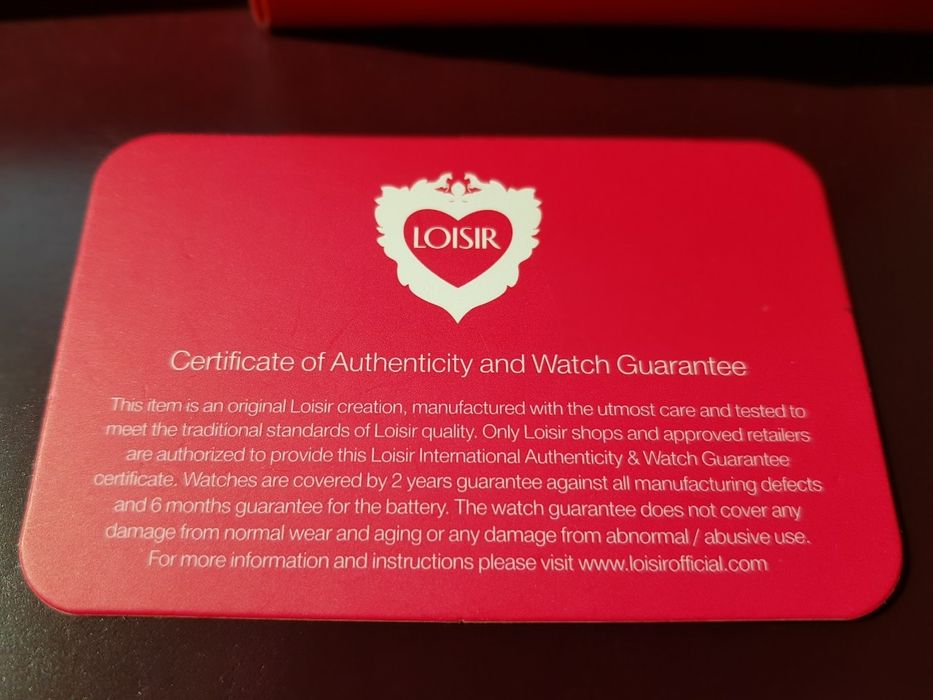 LOISIR
Certificate of Authenticity and Watch Guarantee
This item is an original Loisir creation, manufactured with the utmost care and tested to
meet the traditional standards of Loisir quality. Only Loisir shops and approved retailers
are authorized to provide this Loisir International Authenticity & Watch Guarantee
certificate. Watches are covered by 2 years guarantee against all manufacturing defects
and 6 months guarantee for the battery. The watch guarantee does not cover any
damage from normal wear and aging or any damage from abnormal / abusive use.
For more information and instructions please visit www.loisirofficial.com